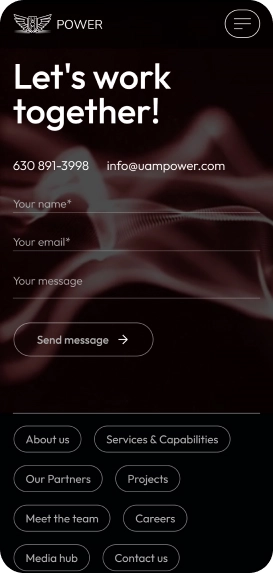 POWER
Let's work
together!
630 891-3998 info@uampower.com
Your name*
Your email*
Your message
Send message
About us Services & Capabilities
Our Partners Projects
Meet the team Careers
Media hub Contact us